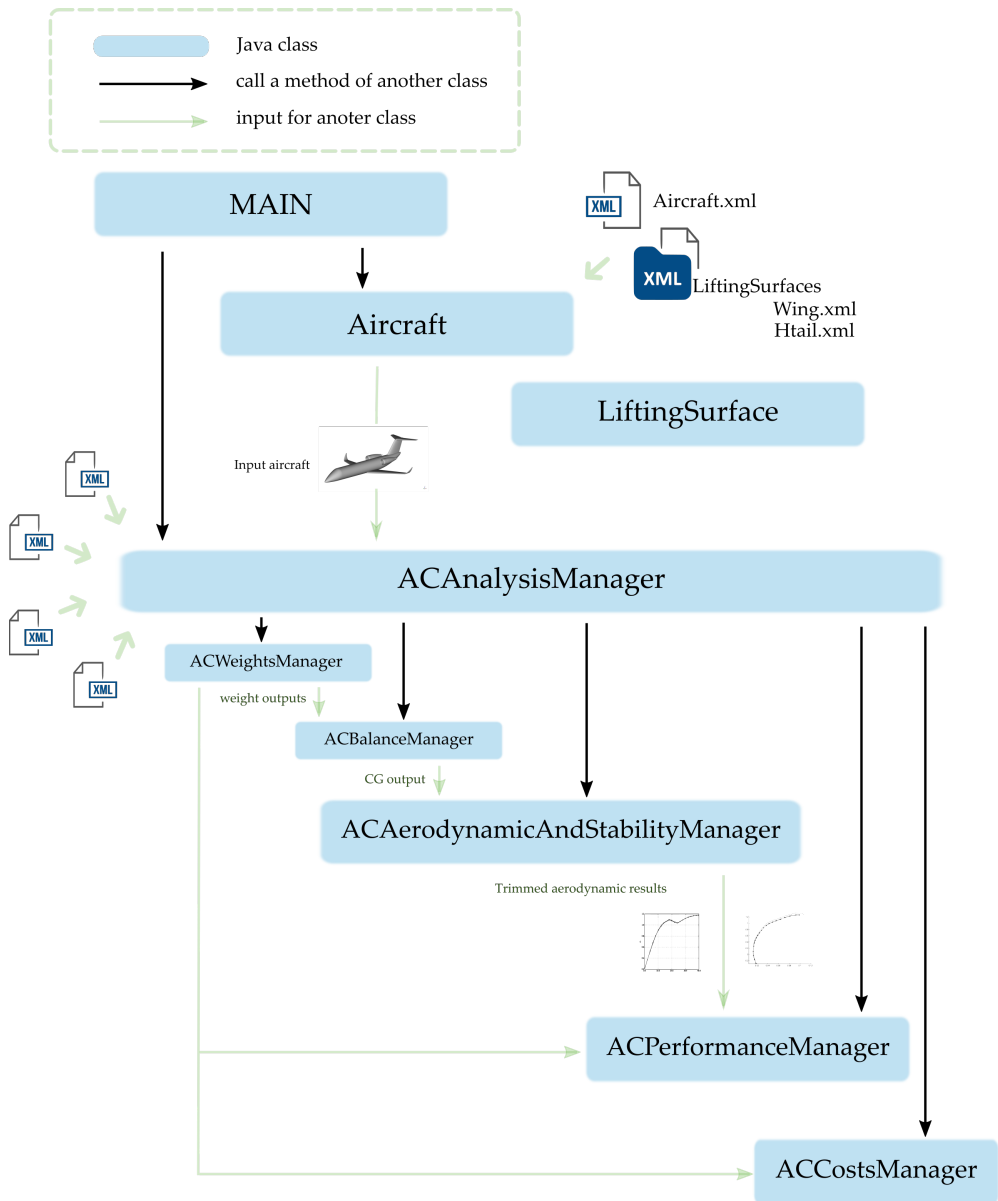 Java class
call a method of another class
input for anoter class
MAIN
XML
Aircraft.xml
XML
LiftingSurfaces
Wing.xml
Htail.xml
Aircraft
LiftingSurface
Input aircraft
XML
XML
XML
XML
ACAnalysisManager
ACWeightsManager
weight outputs
ACBalanceManager
CG output
ACAerodynamicAndStabilityManager
Trimmed aerodynamic results
ACPerformanceManager
ACCostsManager